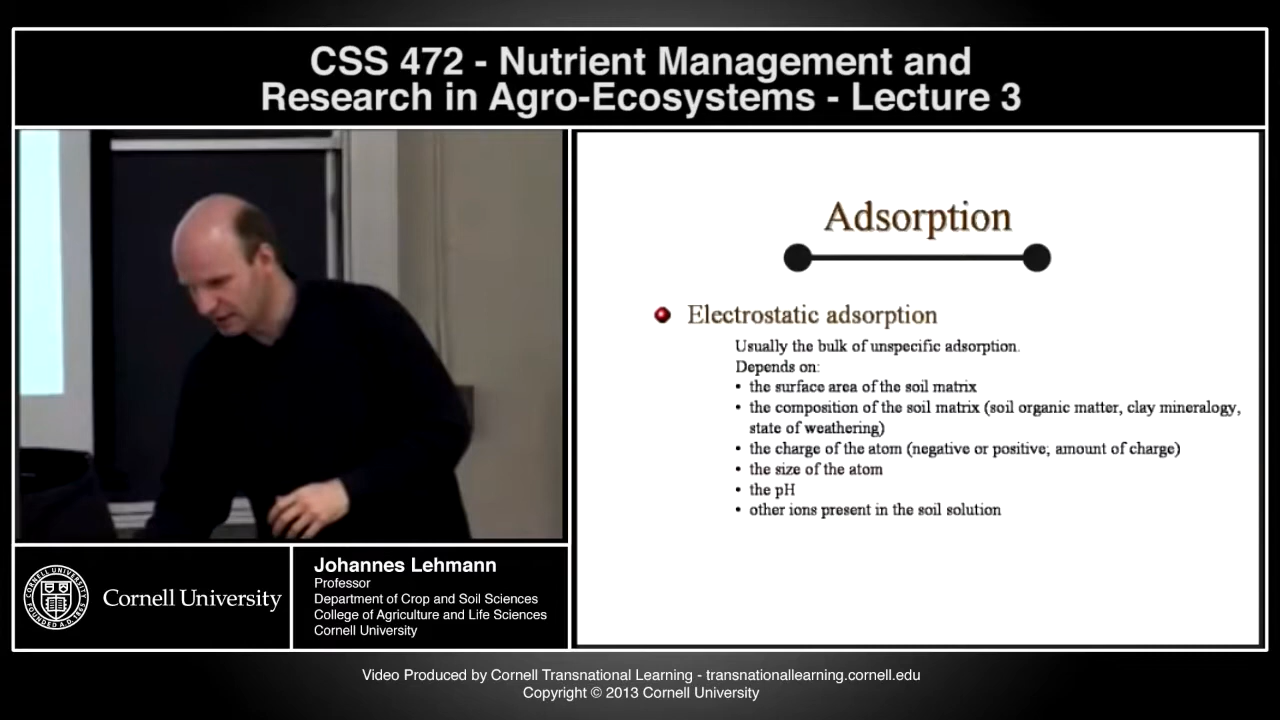 CSS 472 - Nutrient Management and
Research in Agro-Ecosystems - Lecture 3
Adsorption
Electrostatic adsorption
Usually the bulk of unspecific adsorption.
Depends on:
• the surface area of the soil matrix
• the composition of the soil matrix (soil organic matter, clay mineralogy,
state of weathering)
• the charge of the atom (negative or positive; amount of charge)
• the size of the atom
• the pH
• other ions present in the soil solution
Cornell University
Johannes Lehmann
Professor
Department of Crop and Soil Sciences
College of Agriculture and Life Sciences
Cornell University
Video Produced by Cornell Transnational Learning - transnationallearning.cornell.edu
Copyright © 2013 Cornell University